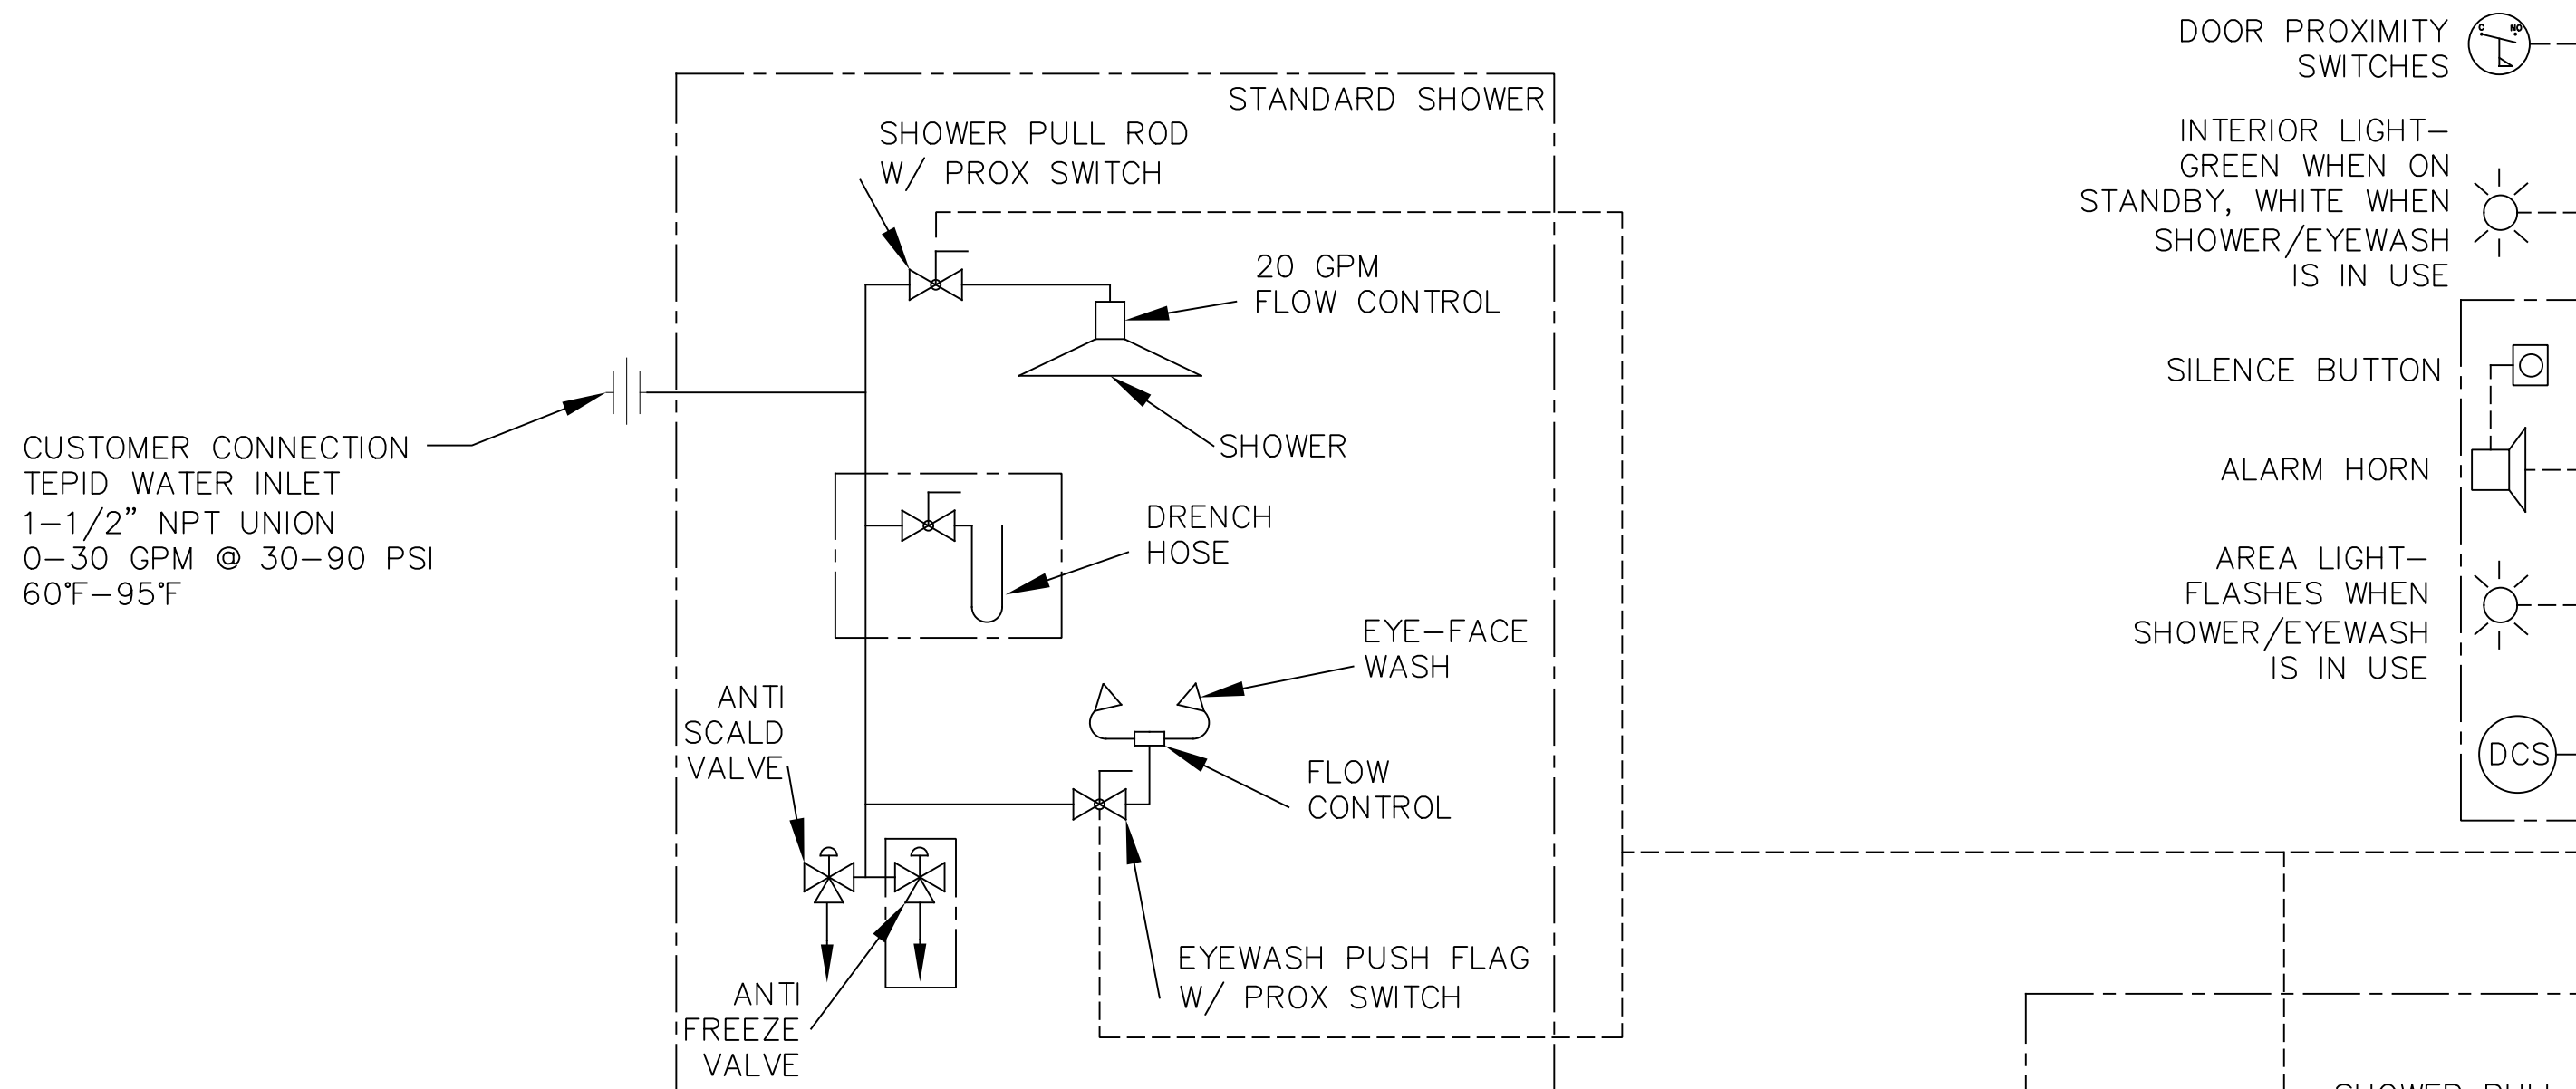 STANDARD SHOWER
SHOWER PULL ROD
W/ PROX SWITCH
20 GPM
FLOW CONTROL
SHOWER
CUSTOMER CONNECTION
TEPID WATER INLET
1-1/2" NPT UNION
0-30 GPM @ 30-90 PSI
60°F-95°F
DRENCH
HOSE
EYE-FACE
WASH
ANTI
SCALD
VALVE
FLOW
CONTROL
EYEWASH PUSH FLAG
W/ PROX SWITCH
ANTI
FREEZE
VALVE
DOOR PROXIMITY
SWITCHES
C NO
INTERIOR LIGHT-
GREEN WHEN ON
STANDBY, WHITE WHEN
SHOWER/EYEWASH
IS IN USE
SILENCE BUTTON
ALARM HORN
AREA LIGHT-
FLASHES WHEN
SHOWER/EYEWASH
IS IN USE
DCS
SHOWER PULL